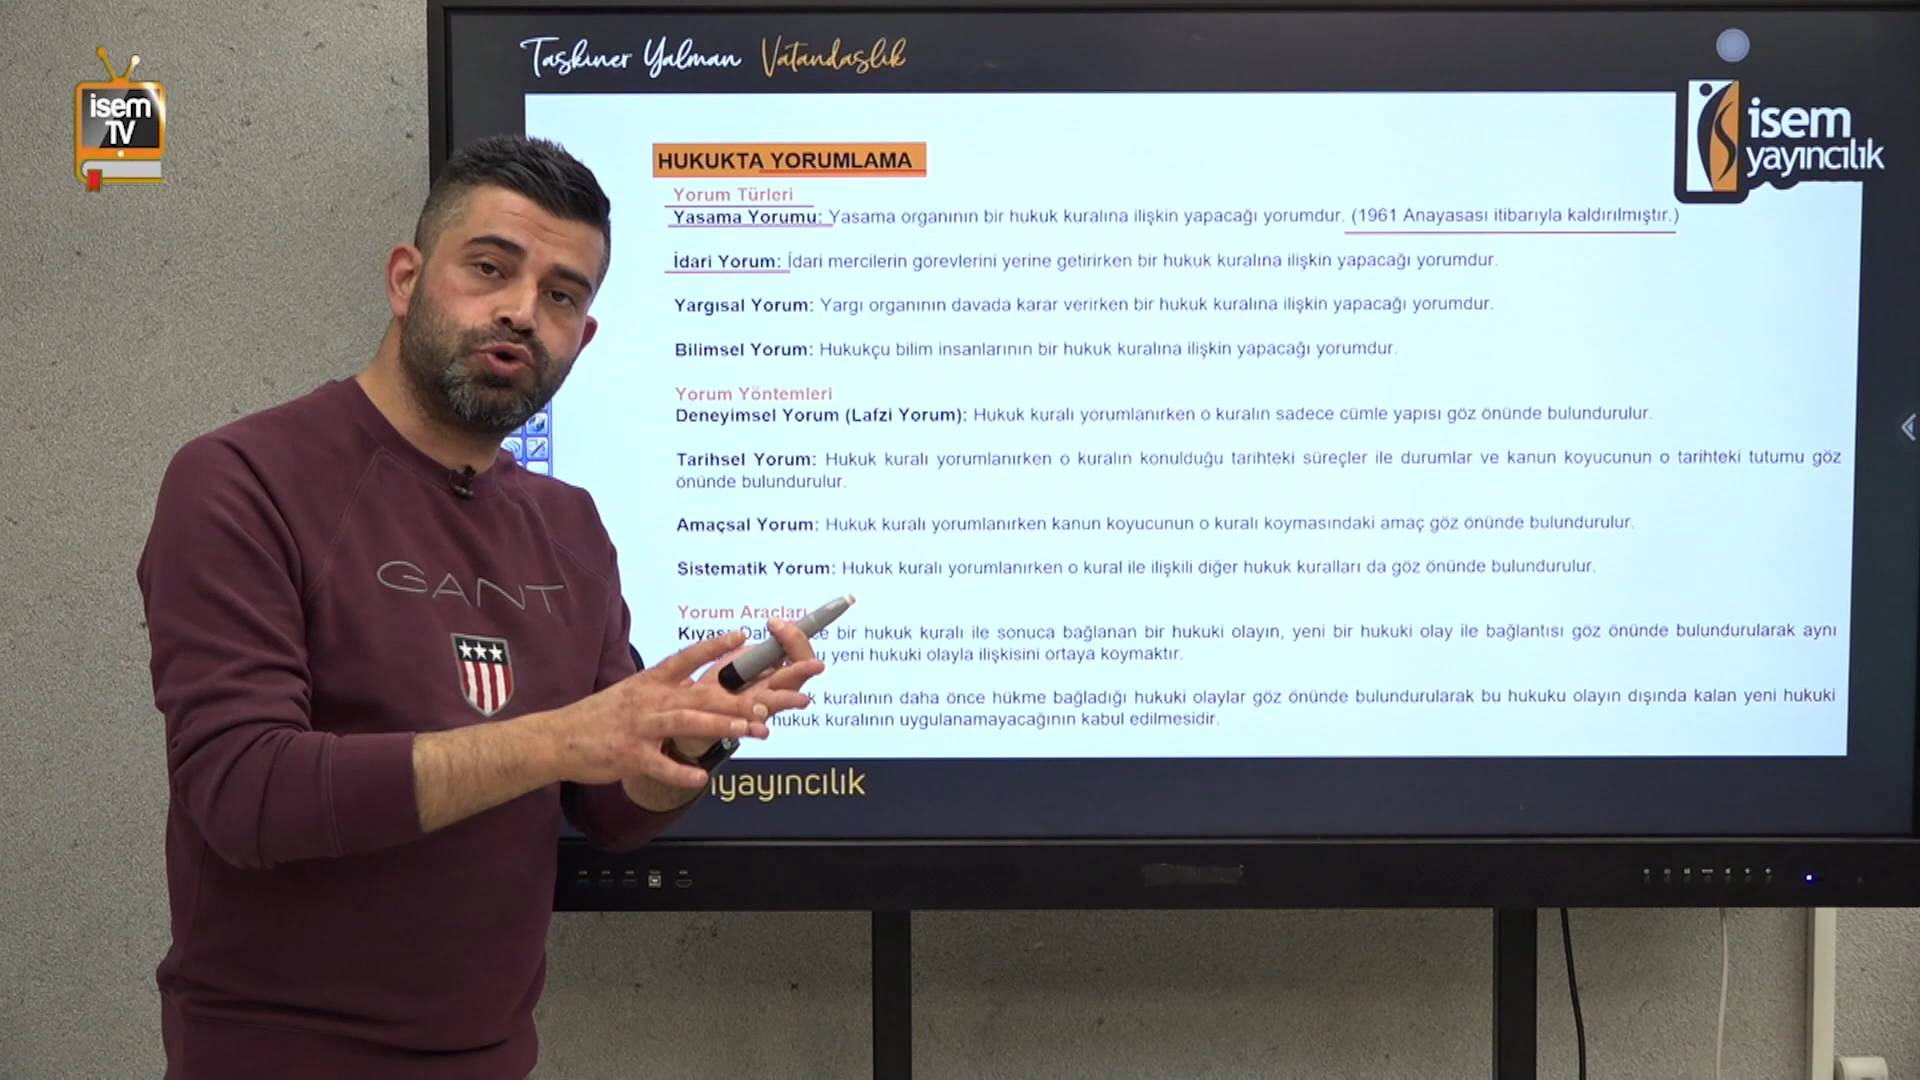 Taşkıner Yalman Vatandaşlık
isem
TV
isem
yayıncılık
HUKUKTA YORUMLAMA
Yorum Türleri
Yasama Yorumu: Yasama organının bir hukuk kuralına ilişkin yapacağı yorumdur. (1961 Anayasası itibarıyla kaldırılmıştır.)
İdari Yorum: İdari mercilerin görevlerini yerine getirirken bir hukuk kuralına ilişkin yapacağı yorumdur.
Yargısal Yorum: Yargı organının davada karar verirken bir hukuk kuralına ilişkin yapacağı yorumdur.
Bilimsel Yorum: Hukukçu bilim insanlarının bir hukuk kuralına ilişkin yapacağı yorumdur.
Yorum Yöntemleri
Deneyimsel Yorum (Lafzi Yorum): Hukuk kuralı yorumlanırken o kuralın sadece cümle yapısı göz önünde bulundurulur.
Tarihsel Yorum: Hukuk kuralı yorumlanırken o kuralın konulduğu tarihteki süreçler ile durumlar ve kanun koyucunun o tarihteki tutumu göz
önünde bulundurulur.
Amaçsal Yorum: Hukuk kuralı yorumlanırken kanun koyucunun o kuralı koymasındaki amaç göz önünde bulundurulur.
Sistematik Yorum: Hukuk kuralı yorumlanırken o kural ile ilişkili diğer hukuk kuralları da göz önünde bulundurulur.
Yorum Araçları
Kıyas: bir hukuk kuralı ile sonuca bağlanan bir hukuki olayın, yeni bir hukuki olay ile bağlantısı göz önünde bulundurularak aynı
yeni hukuki olayla ilişkisini ortaya koymaktır.
kuralının daha önce hükme bağladığı hukuki olaylar göz önünde bulundurularak bu hukuku olayın dışında kalan yeni hukuki
hukuk kuralının uygulanamayacağının kabul edilmesidir.
yayıncılık
GANT